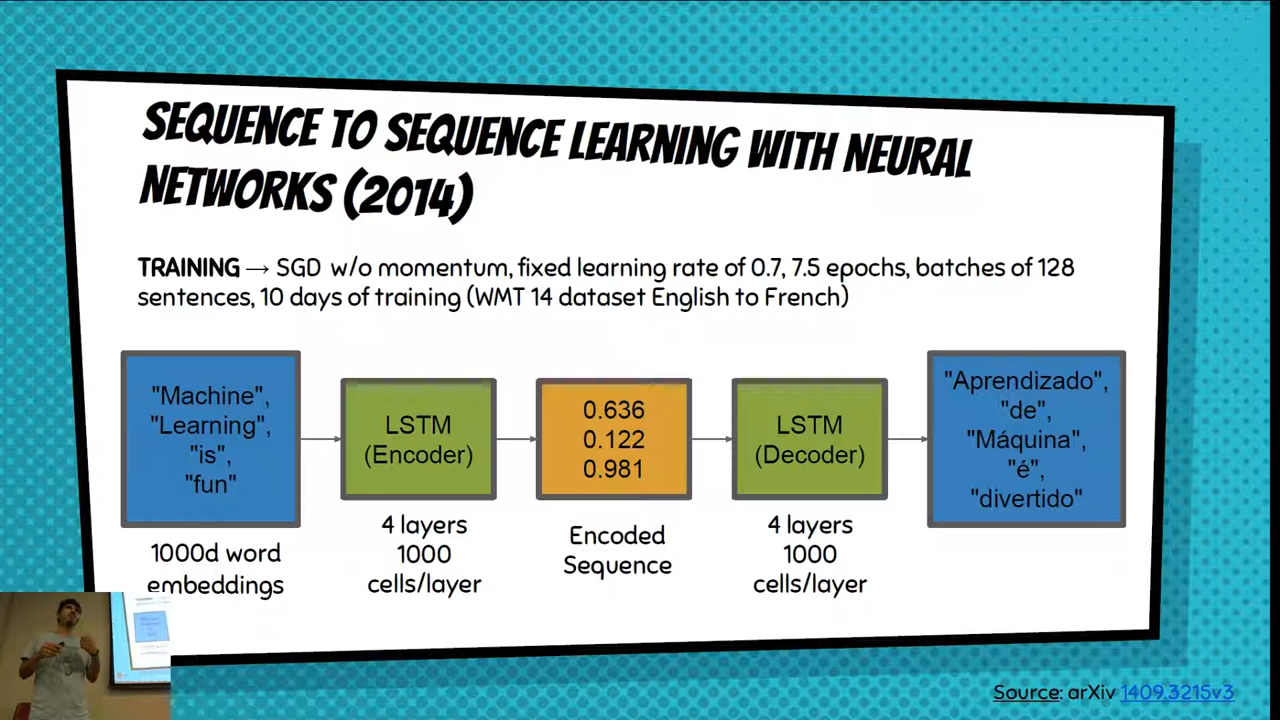 SEQUENCE TO SEQUENCE LEARNING WITH NEURAL
NETWORKS (2014)
TRAINING → SGD w/o momentum, fixed learning rate of 0.7, 7.5 epochs, batches of 128
sentences, 10 days of training (WMT 14 dataset English to French)
"Machine",
"Learning",
"is",
"fun"
1000d word
embeddings
LSTM
(Encoder)
4 layers
1000
cells/layer
0.636
0.122
0.981
Encoded
Sequence
LSTM
(Decoder)
4 layers
1000
cells/layer
"Aprendizado",
"de",
"Máquina",
"é",
"divertido"
Source: arXiv 1409.3215v3